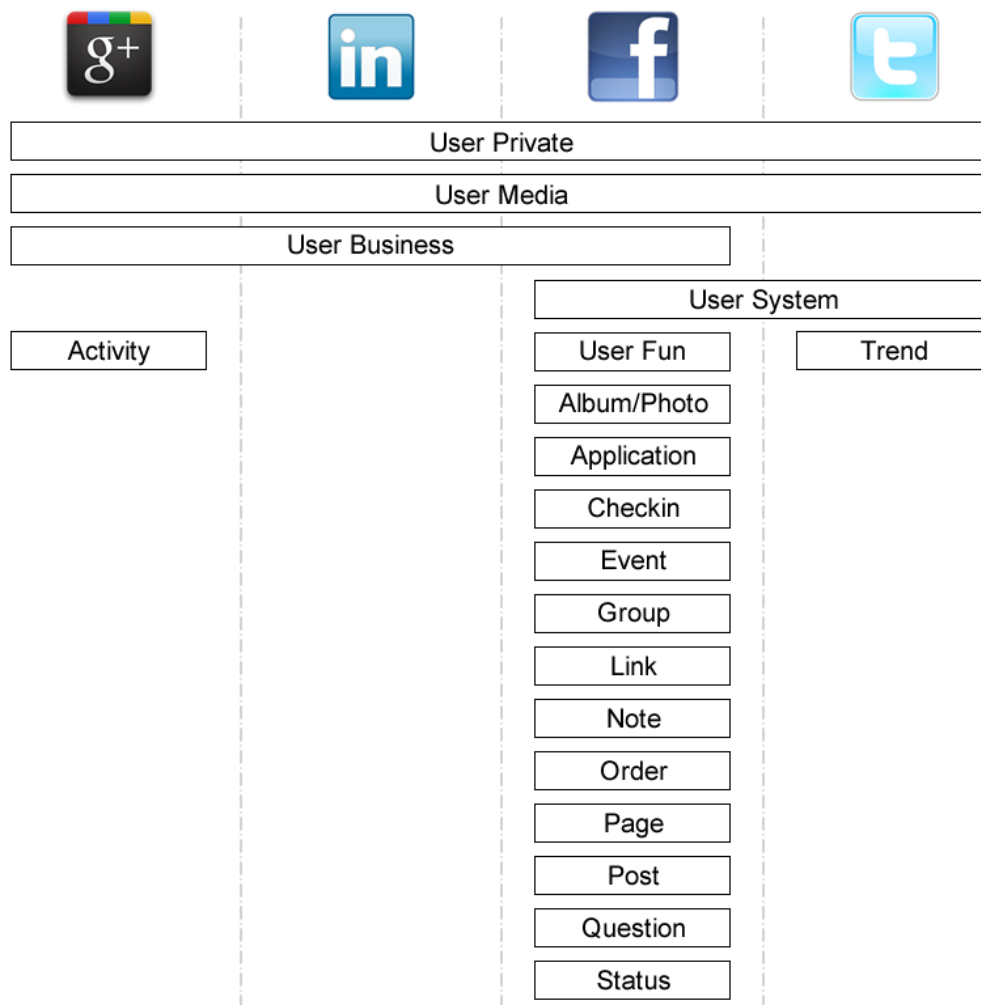 g+ in f t
User Private
User Media
User Business
User System
Activity User Fun Trend
Album/Photo
Application
Checkin
Event
Group
Link
Note
Order
Page
Post
Question
Status